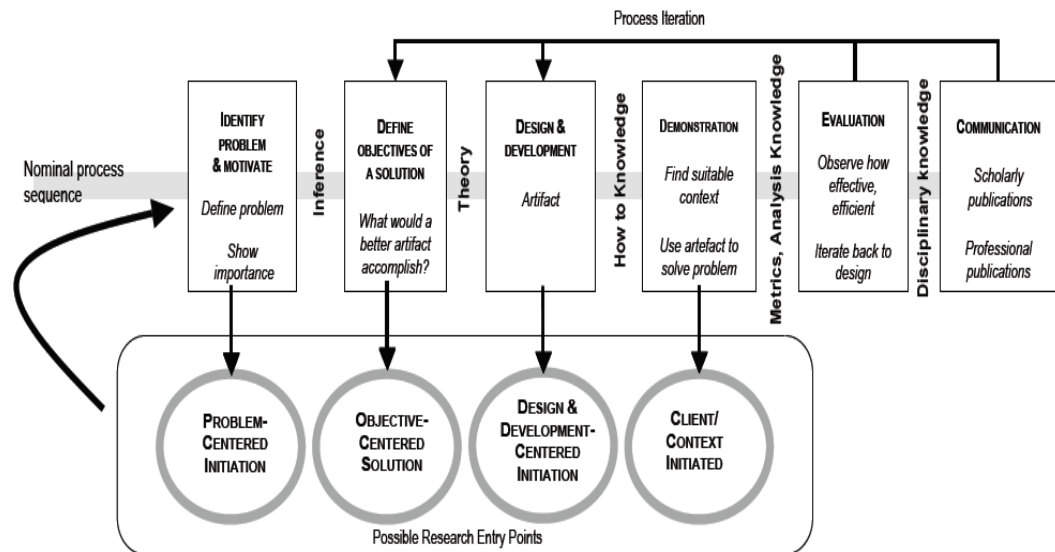 Process Iteration
Nominal process
sequence
IDENTIFY
PROBLEM
& MOTIVATE
Define problem
Show
importance
Inference
DEFINE
OBJECTIVES OF
A SOLUTION
What would a
better artifact
accomplish?
Theory
DESIGN &
DEVELOPMENT
Artifact
How to Knowledge
DEMONSTRATION
Find suitable
context
Use artefact to
solve problem
Metrics, Analysis Knowledge
EVALUATION
Observe how
effective,
efficient
Iterate back to
design
Disciplinary knowledge
COMMUNICATION
Scholarly
publications
Professional
publications
PROBLEM-
CENTERED
INITIATION
OBJECTIVE-
CENTERED
SOLUTION
DESIGN &
DEVELOPMENT-
CENTERED
INITIATION
CLIENT/
CONTEXT
INITIATED
Possible Research Entry Points